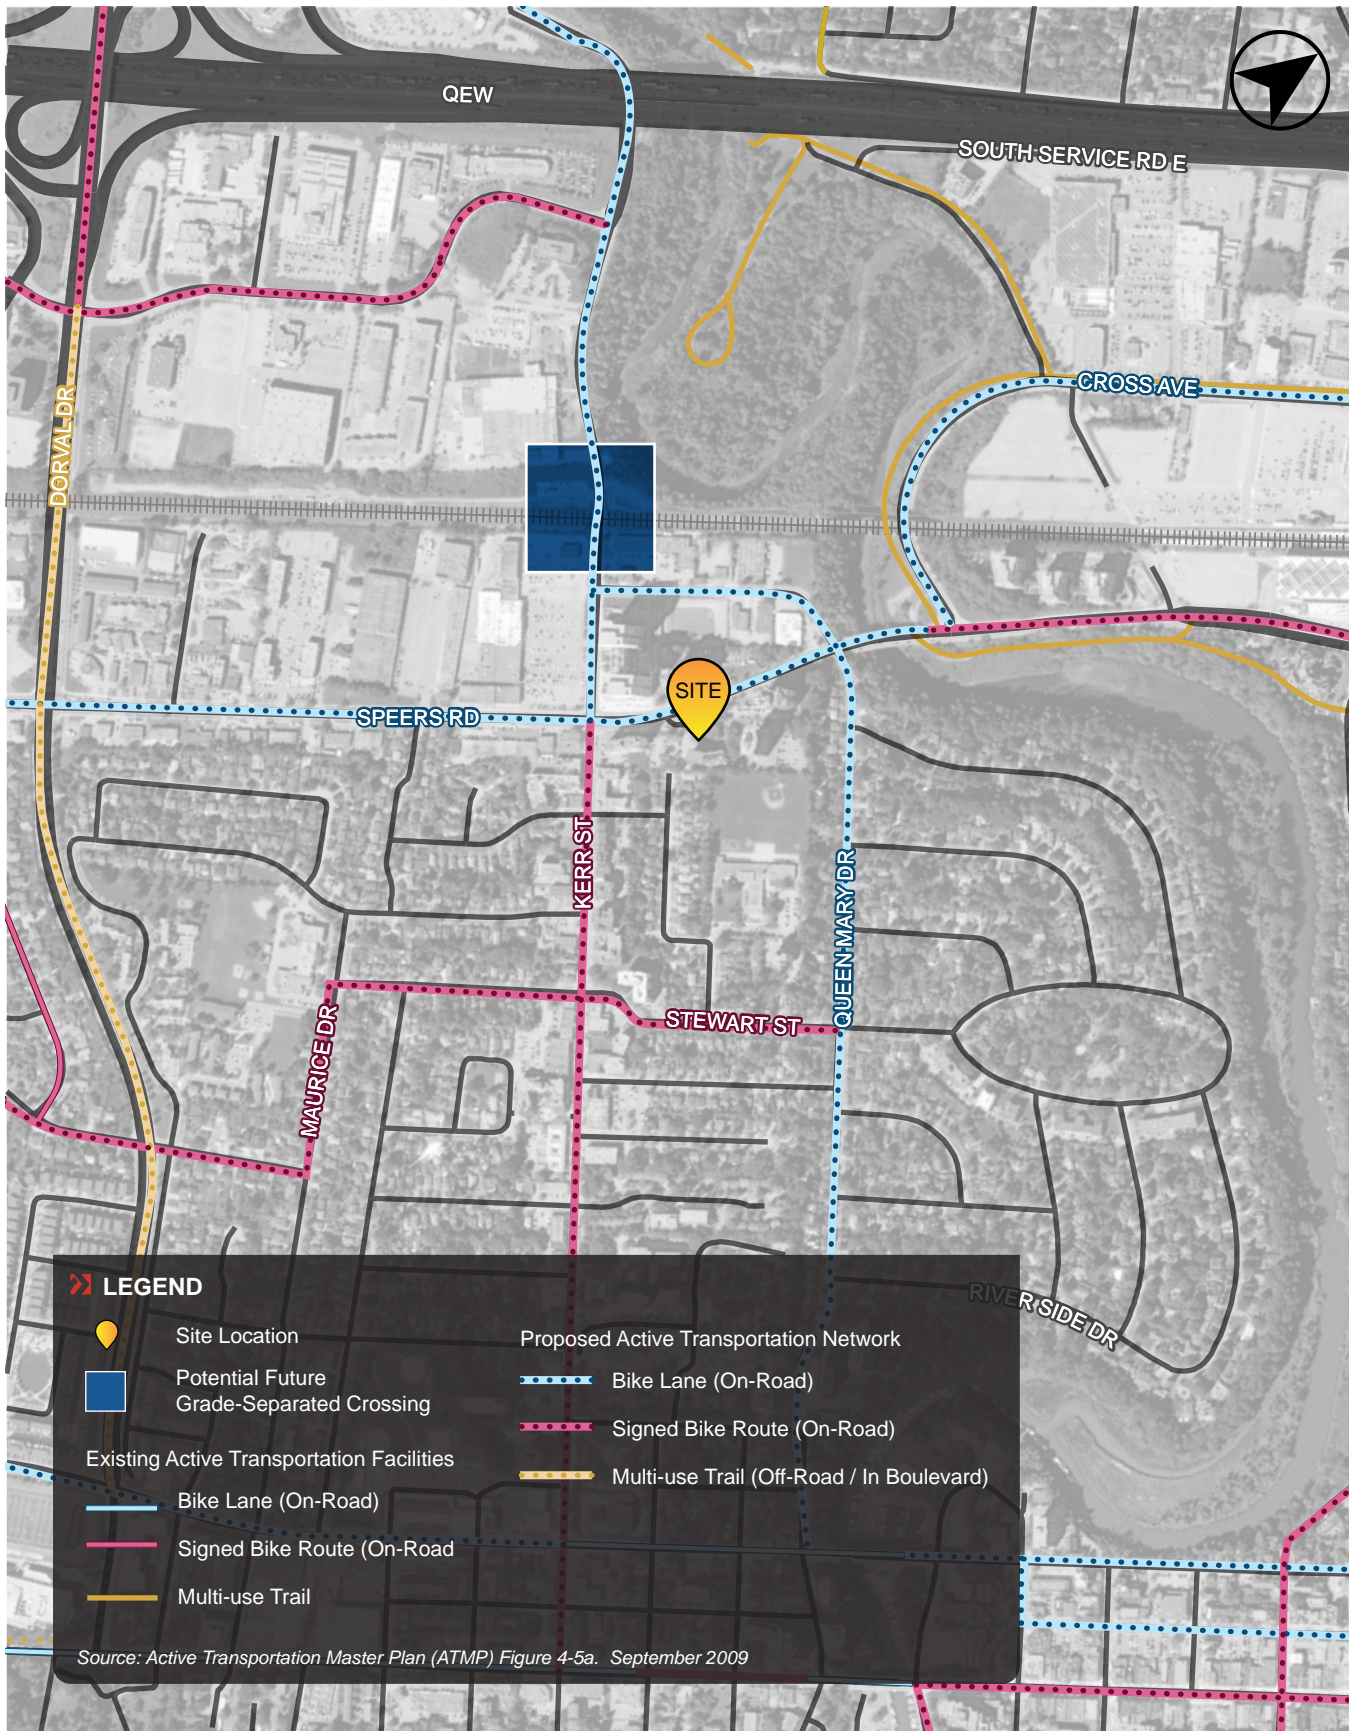 QEW
SOUTH SERVICE RD E
CROSS AVE
DORVAL DR
SITE
SPEERS RD
KERR ST
QUEEN MARY DR
MAURICE DR
STEWART ST
RIVER SIDE DR
LEGEND
Site Location
Potential Future
Grade-Separated Crossing
Existing Active Transportation Facilities
Bike Lane (On-Road)
Signed Bike Route (On-Road
Multi-use Trail
Proposed Active Transportation Network
Bike Lane (On-Road)
Signed Bike Route (On-Road)
Multi-use Trail (Off-Road / In Boulevard)
Source: Active Transportation Master Plan (ATMP) Figure 4-5a. September 2009